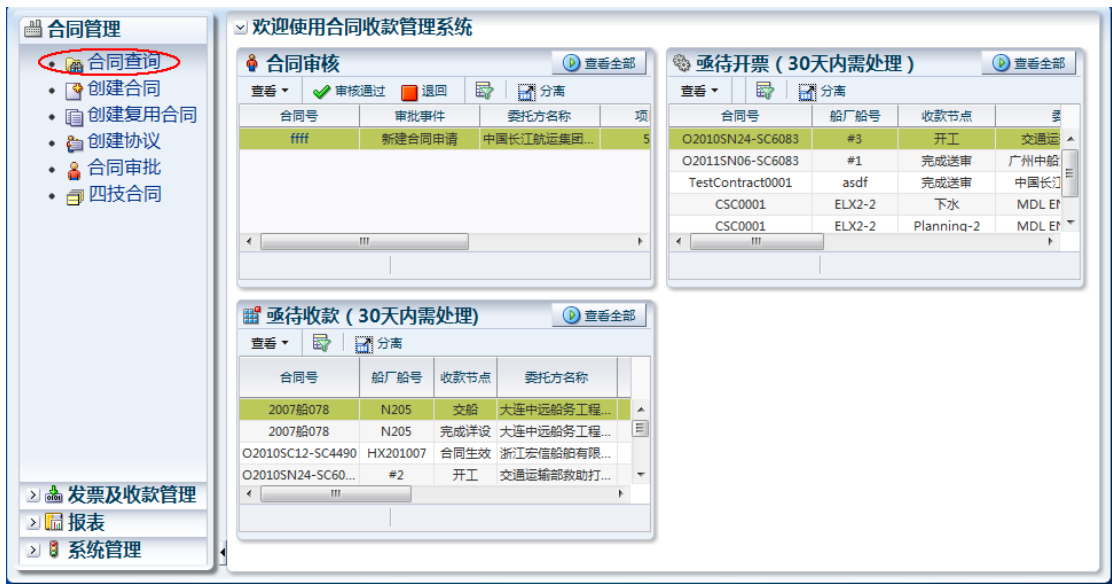 合同管理
合同查询
创建合同
创建复用合同
创建协议
合同审批
四技合同
发票及收款管理
报表
系统管理
欢迎使用合同收款管理系统
合同审核 查看全部
查看 审核通过 退回 分离
合同号 审批事件 委托方名称 项
ffff 新建合同申请 中国长江航运集团... 5
亟待开票（30天内需处理） 查看全部
查看 分离
合同号 船厂船号 收款节点
O2010SN24-SC6083 #3 开工 交通运
O2011SN06-SC6083 #1 完成送审 广州中船
TestContract0001 asdf 完成送审 中国长江
CSC0001 ELX2-2 下水 MDL EN
CSC0001 ELX2-2 Planning-2 MDL EN
亟待收款（30天内需处理) 查看全部
查看 分离
合同号 船厂船号 收款节点 委托方名称
2007船078 N205 交船 大连中远船务工程...
2007船078 N205 完成详设 大连中远船务工程...
O2010SC12-SC4490 HX201007 合同生效 浙江宏信船舶有限...
O2010SN24-SC60... #2 开工 交通运输部救助打...